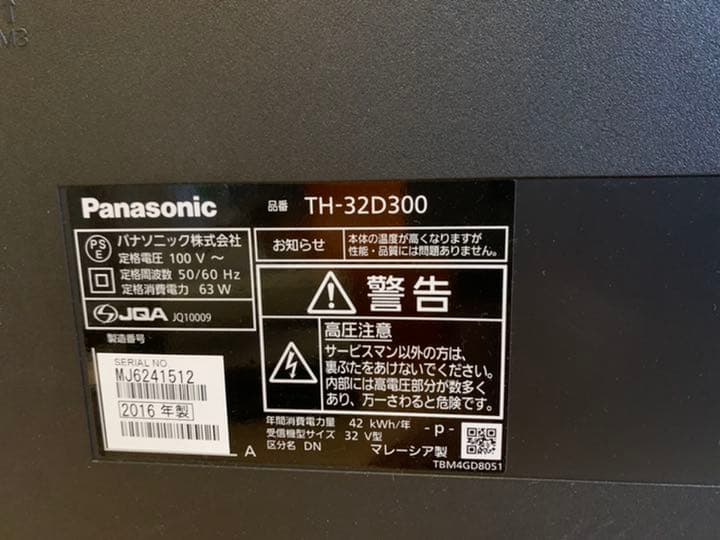 M3
Panasonic
品番 TH-32D300
PS
E
パナソニック株式会社
定格電圧 100 V ～
定格周波数 50/60 Hz
定格消費電力 63 W
JQA JQ10009
製造番号
SERIAL NO
MJ6241512
2016 年製
A
お知らせ
本体の温度が高くなりますが
性能・品質には問題ありません。
警告
高圧注意
サービスマン以外の方は、
裏ぶたをあけないでください。
内部には高電圧部分が数多く
あり、万一さわると危険です。
年間消費電力量 42 kWh/年
受信機型サイズ 32 V型
区分名 DN
-p-
マレーシア製
TBM4GD8051